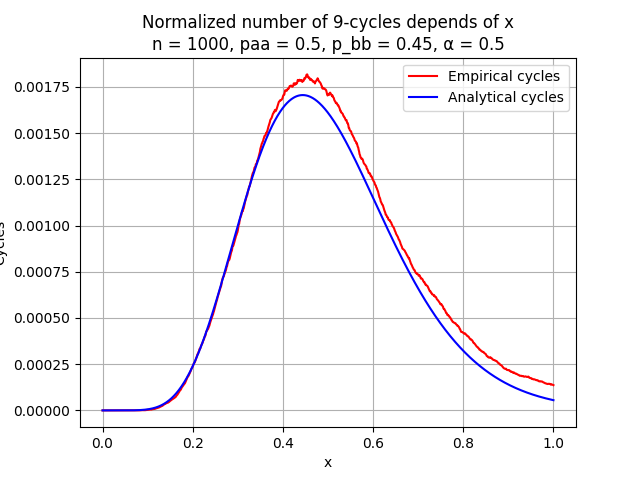 Normalized number of 9-cycles depends of x
n = 1000, paa = 0.5, p_bb = 0.45, α = 0.5
Empirical cycles
Analytical cycles
0.00175
0.00150
0.00125
0.00100
0.00075
0.00050
0.00025
0.00000
Cycles
0.0 0.2 0.4 0.6 0.8 1.0
x